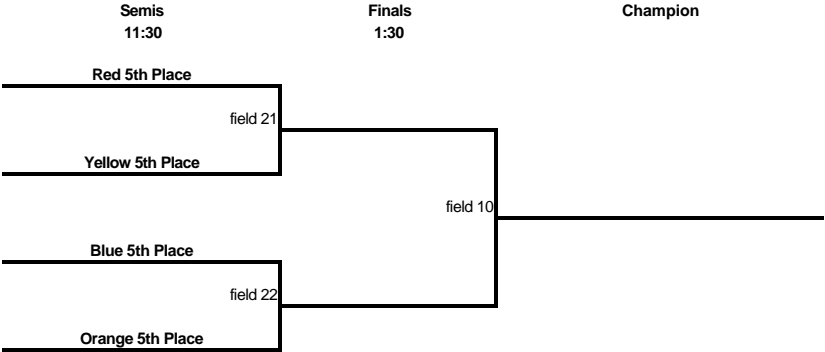 Semis Finals Champion
11:30 1:30
Red 5th Place
field 21
Yellow 5th Place
field 10
Blue 5th Place
field 22
Orange 5th Place